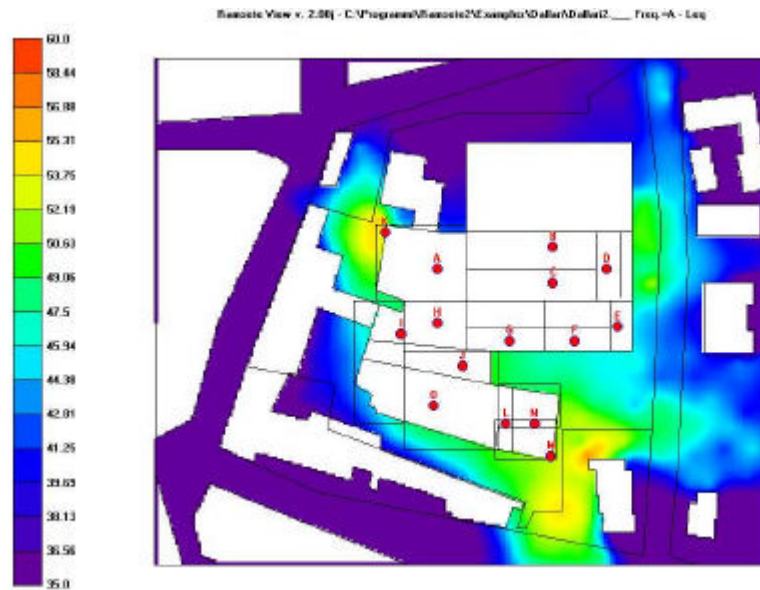 Ramsete View v. 2.00j - C:\Programmi\Ramsete2\Examples\Dallari\Dallari2.___ Freq.=A - Leq
60.0
58.44
56.88
55.31
53.75
52.19
50.63
49.06
47.5
45.94
44.38
42.81
41.25
39.69
38.13
36.56
35.0
K
B
A
D
C
H
E
I
G
F
J
O
L
N
M